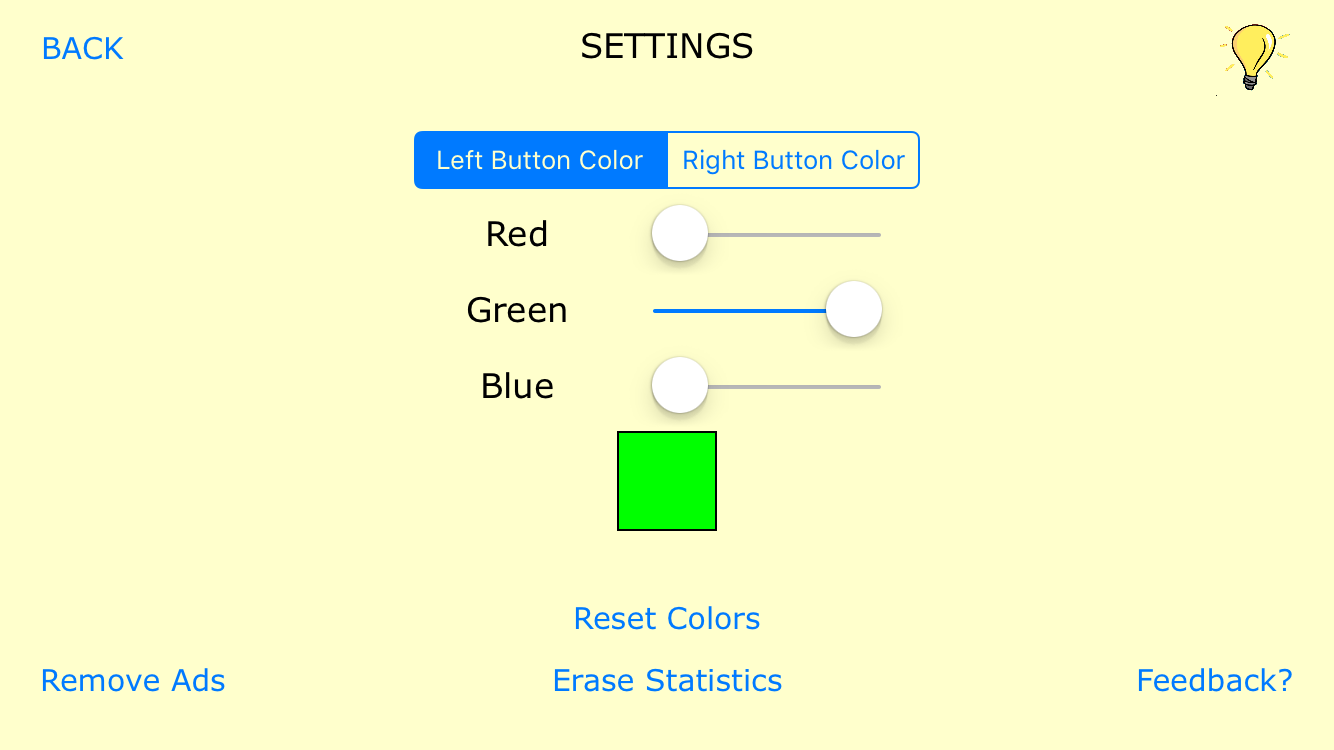 BACK
SETTINGS
Left Button Color
Right Button Color
Red
Green
Blue
Reset Colors
Remove Ads
Erase Statistics
Feedback?